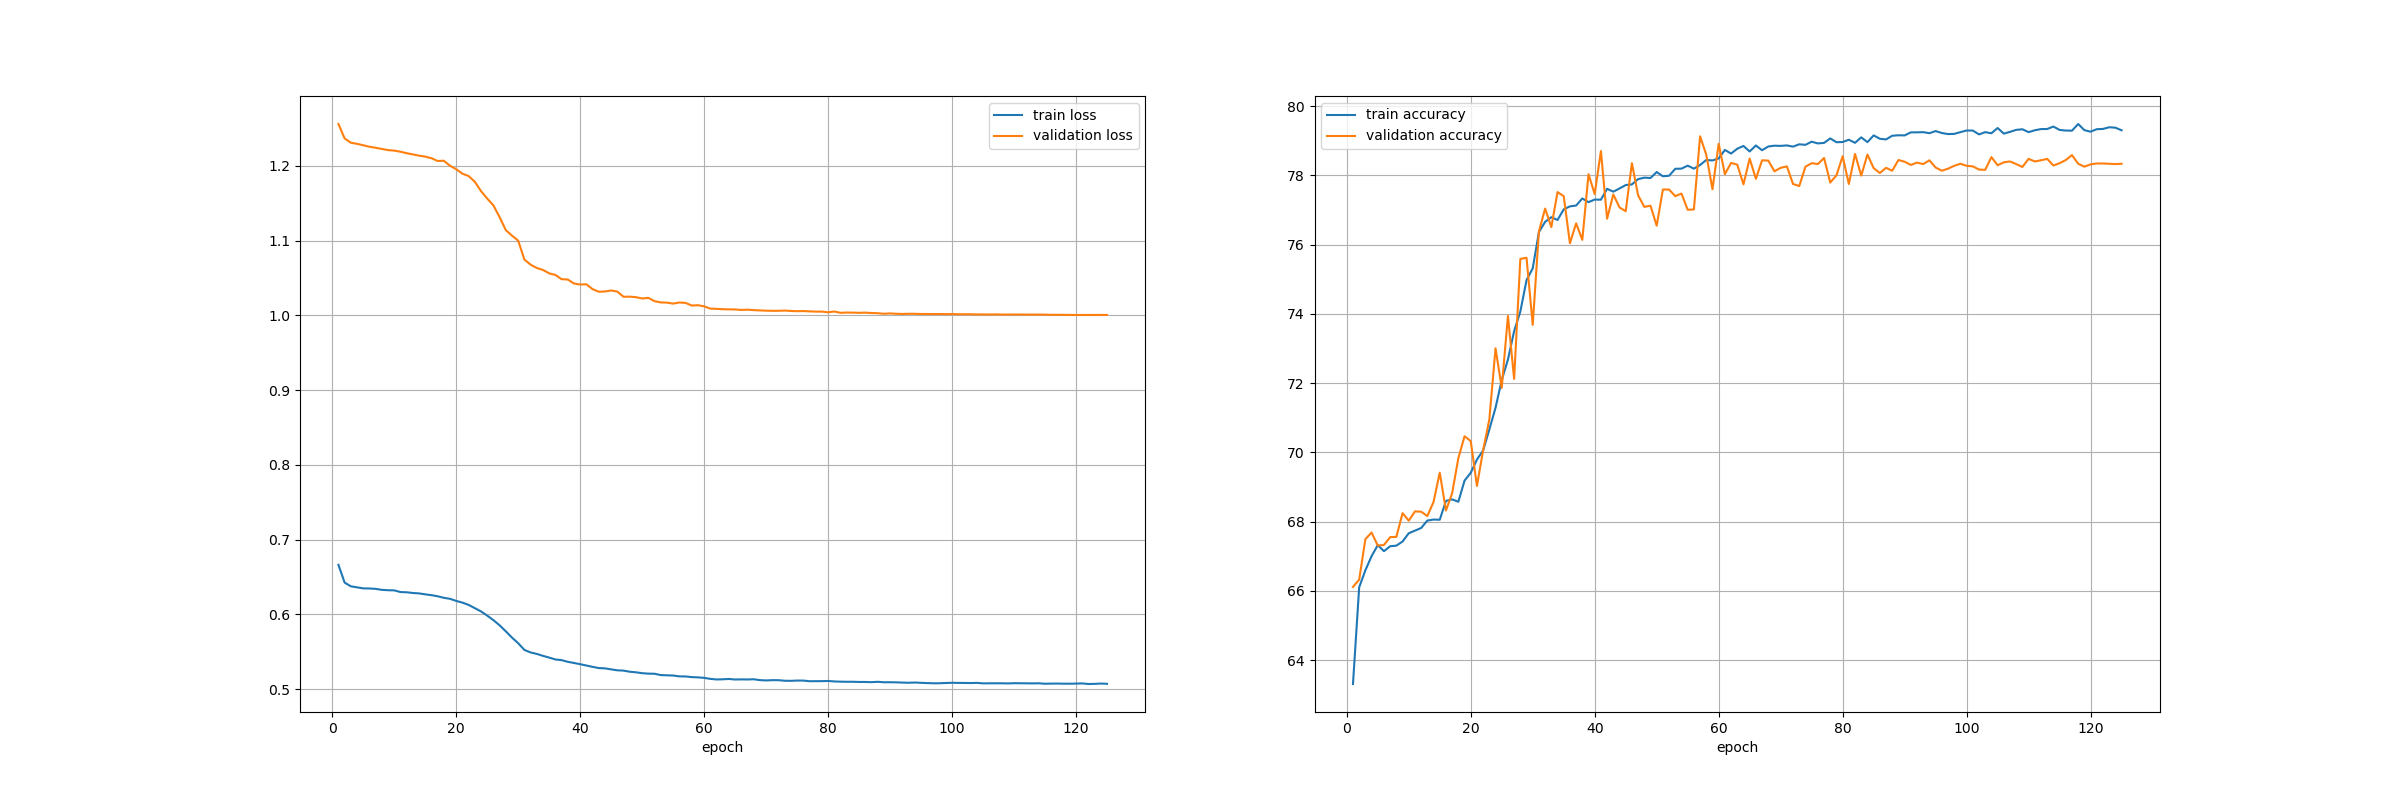 train loss
validation loss
1.2
1.1
1.0
0.9
0.8
0.7
0.6
0.5
0 20 40 60 80 100 120
epoch
train accuracy
validation accuracy
80
78
76
74
72
70
68
66
64
0 20 40 60 80 100 120
epoch